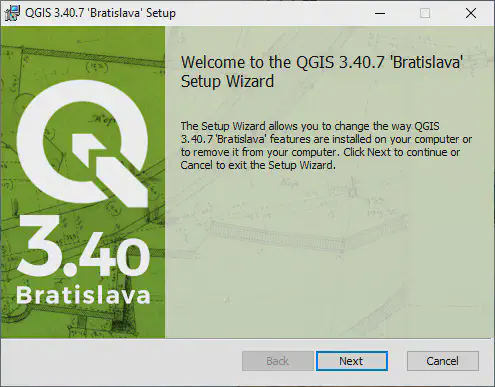 QGIS 3.40.7 'Bratislava' Setup
Welcome to the QGIS 3.40.7 'Bratislava'
Setup Wizard
The Setup Wizard allows you to change the way QGIS
3.40.7 'Bratislava' features are installed on your computer or
to remove it from your computer. Click Next to continue or
Cancel to exit the Setup Wizard.
3.40
Bratislava
Back
Next
Cancel